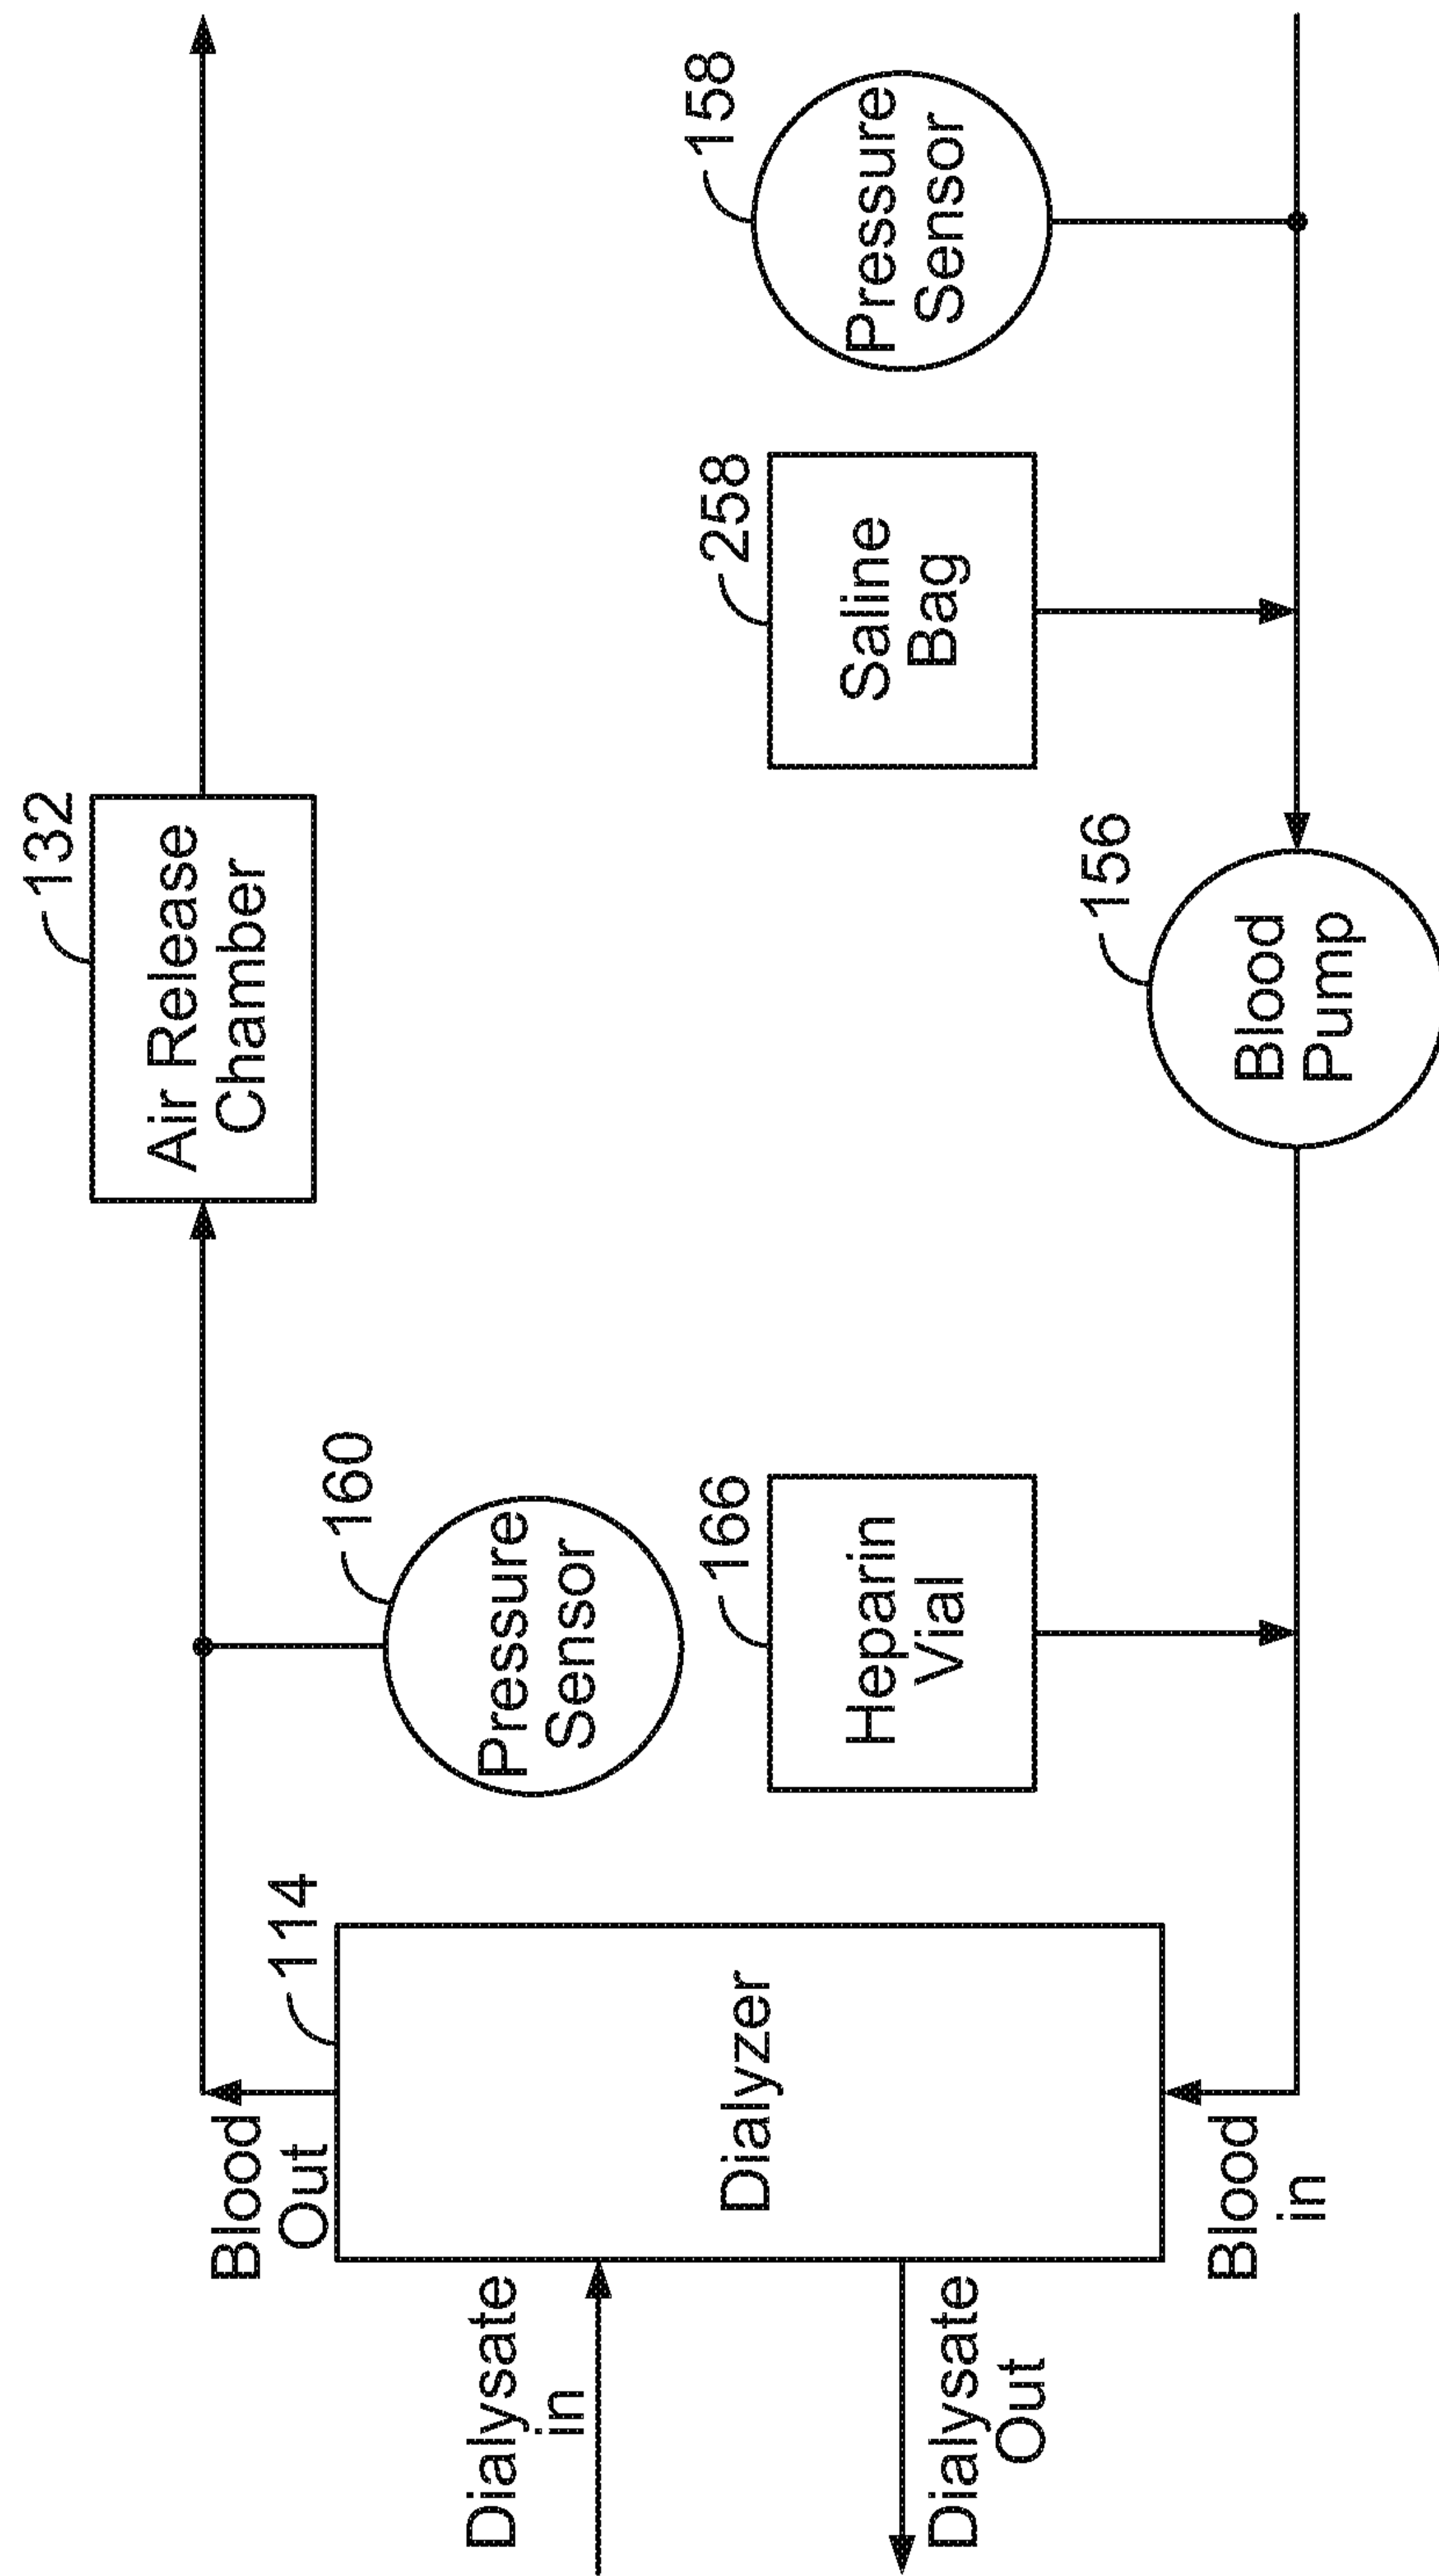 Blood
Out
114
Dialysate
in
Dialyzer
Dialysate
Out
Blood
in
160
Pressure
Sensor
166
Heparin
Vial
132
Air Release
Chamber
156
Blood
Pump
258
Saline
Bag
158
Pressure
Sensor